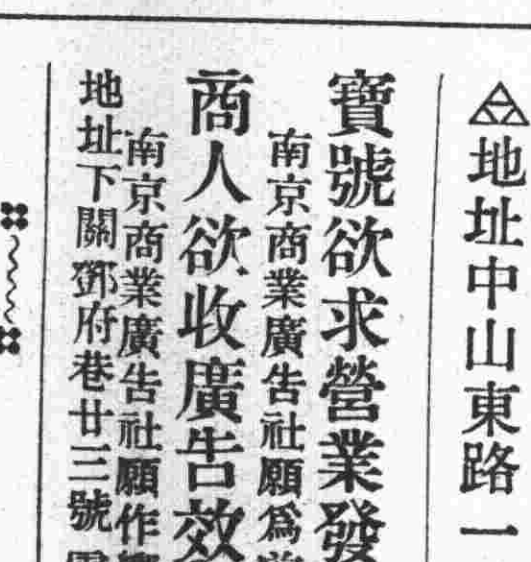 地址中山東路一
寶號欲求營業發
南京商業廣告社願爲
商人欲收廣告效
南京商業廣告社願作
地址下關鄧府巷廿三號